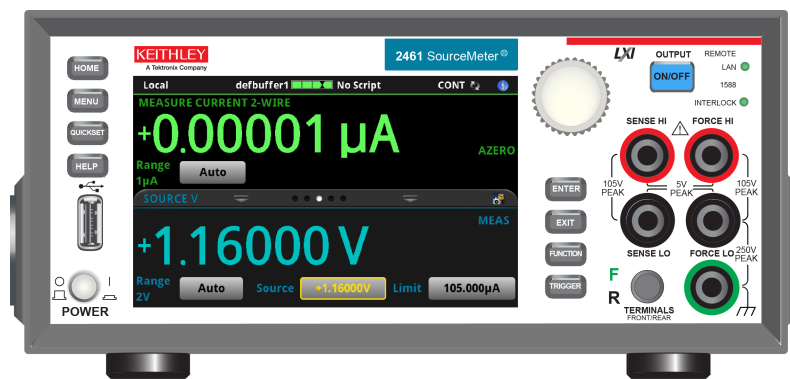 KEITHLEY
A Tektronix Company
2461 SourceMeter®
LXI
OUTPUT
ON/OFF
REMOTE
LAN
1588
INTERLOCK
HOME
MENU
QUICKSET
HELP
Local defbuffer1 No Script CONT i
MEASURE CURRENT 2-WIRE
+0.00001 µA
AZERO
Range Auto
1µA
SOURCE V
MEAS
+1.16000 V
Range Auto Source +1.16000V Limit 105.000µA
2V
POWER
ENTER
EXIT
FUNCTION
TRIGGER
SENSE HI FORCE HI
105V PEAK
5V PEAK
105V PEAK
SENSE LO FORCE LO
250V PEAK
F
R
TERMINALS
FRONT/REAR